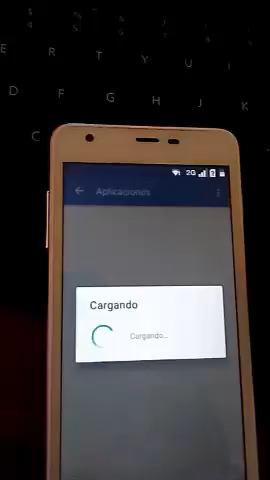 E R T Y U I
D F G H J K
C
2G
Aplicaciones
Cargando
Cargando...